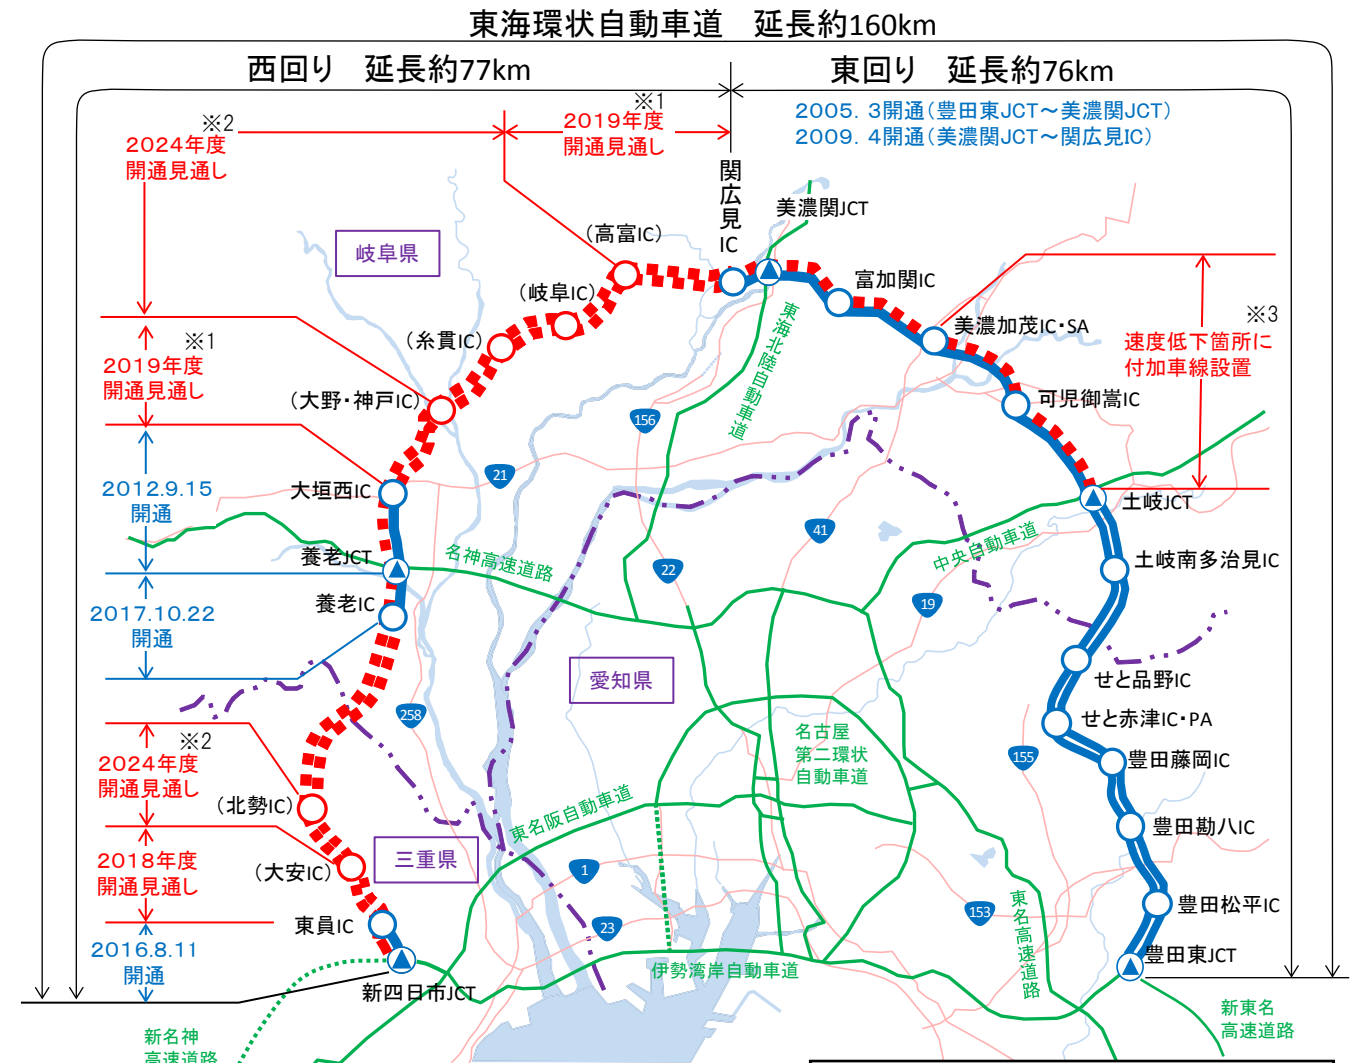 東海環状自動車道　延長約160km
西回り　延長約77km
東回り　延長約76km
2005. 3開通(豊田東JCT～美濃関JCT)
2009. 4開通(美濃関JCT～関広見IC)
※2
2024年度
開通見通し
※1
2019年度
開通見通し
関広見IC
美濃関JCT
(高富IC)
岐阜県
(岐阜IC)
富加関IC
東海北陸自動車道
美濃加茂IC・SA
※3
速度低下箇所に
付加車線設置
(糸貫IC)
※1
2019年度
開通見通し
(大野・神戸IC)
可児御嵩IC
156
21
2012.9.15
開通
大垣西IC
土岐JCT
41
養老JCT
名神高速道路
中央自動車道
土岐南多治見IC
22
19
養老IC
2017.10.22
開通
愛知県
せと品野IC
258
せと赤津IC・PA
名古屋
第二環状
自動車道
155
豊田藤岡IC
※2
2024年度
開通見通し
(北勢IC)
東名阪自動車道
豊田勘八IC
三重県
2018年度
開通見通し
(大安IC)
1
東名高速道路
153
豊田松平IC
東員IC
23
2016.8.11
開通
豊田東JCT
伊勢湾岸自動車道
新四日市JCT
新東名
高速道路
新名神
高速道路